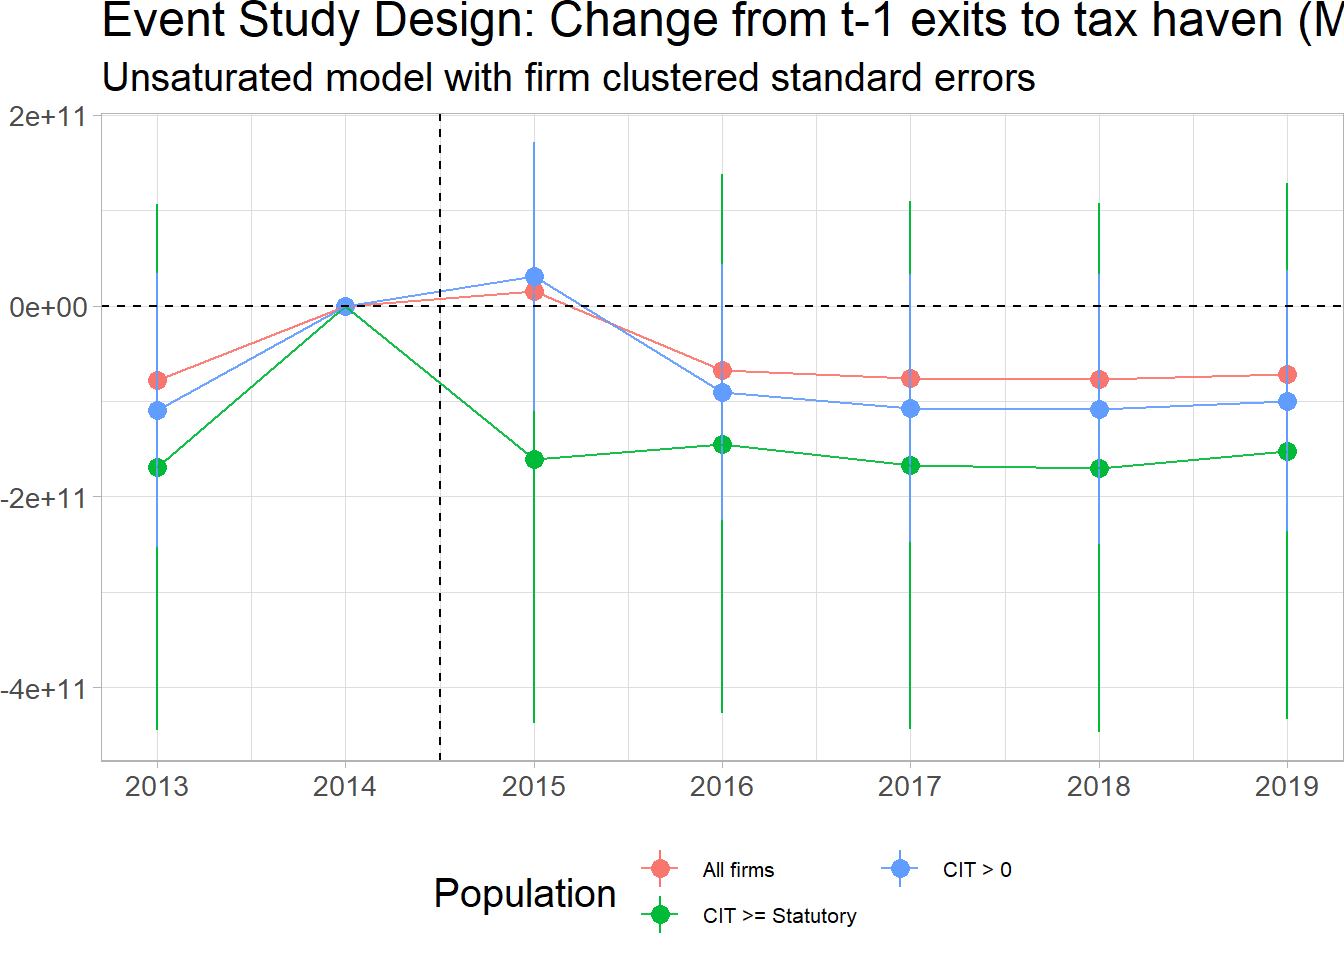 Event Study Design: Change from t-1 exits to tax haven (M
Unsaturated model with firm clustered standard errors
2e+11
0e+00
-2e+11
-4e+11
2013 2014 2015 2016 2017 2018 2019
Population
All firms
CIT > 0
CIT >= Statutory